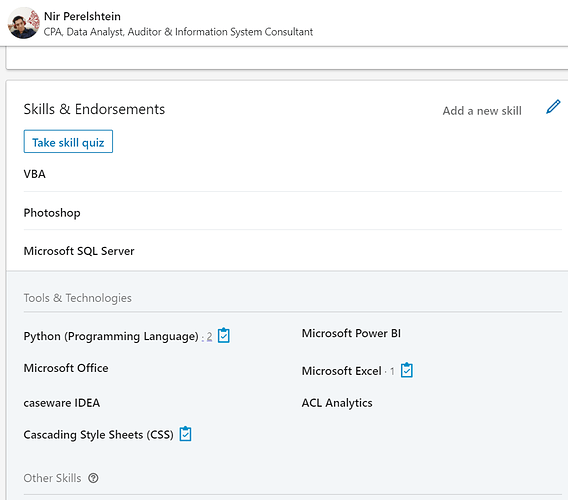 Nir Perelshtein
CPA, Data Analyst, Auditor & Information System Consultant
Skills & Endorsements
Add a new skill
Take skill quiz
VBA
Photoshop
Microsoft SQL Server
Tools & Technologies
Python (Programming Language) · 2
Microsoft Power BI
Microsoft Office
Microsoft Excel · 1
caseware IDEA
ACL Analytics
Cascading Style Sheets (CSS)
Other Skills ?